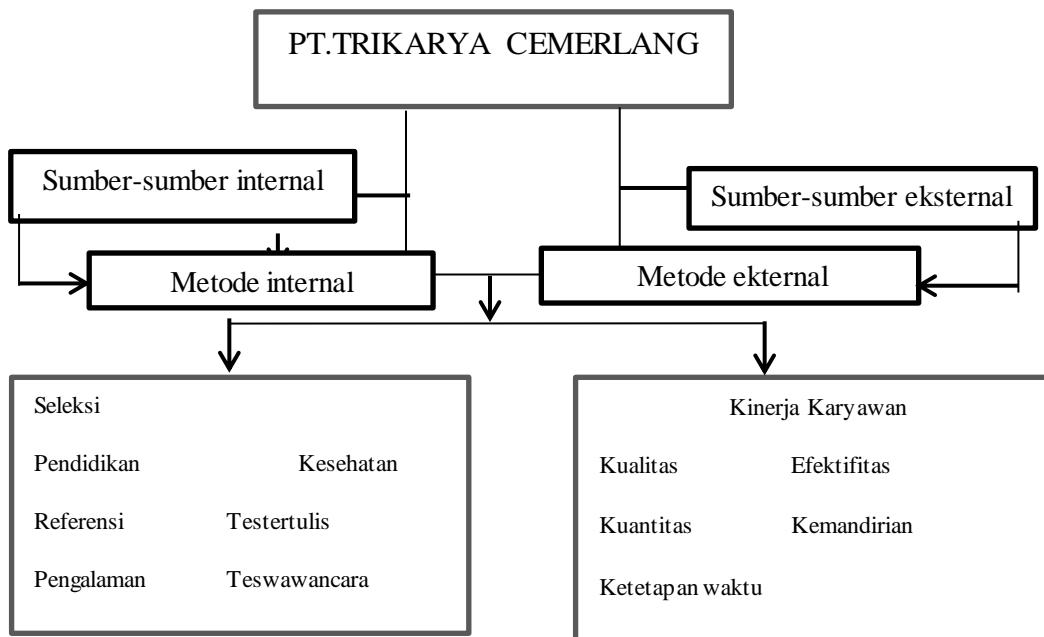 PT.TRIKARYA CEMERLANG
Sumber-sumber internal
Sumber-sumber eksternal
Metode internal
Metode ekternal
Seleksi
Pendidikan Kesehatan
Referensi Testertulis
Pengalaman Teswawancara
Kinerja Karyawan
Kualitas Efektifitas
Kuantitas Kemandirian
Ketetapan waktu